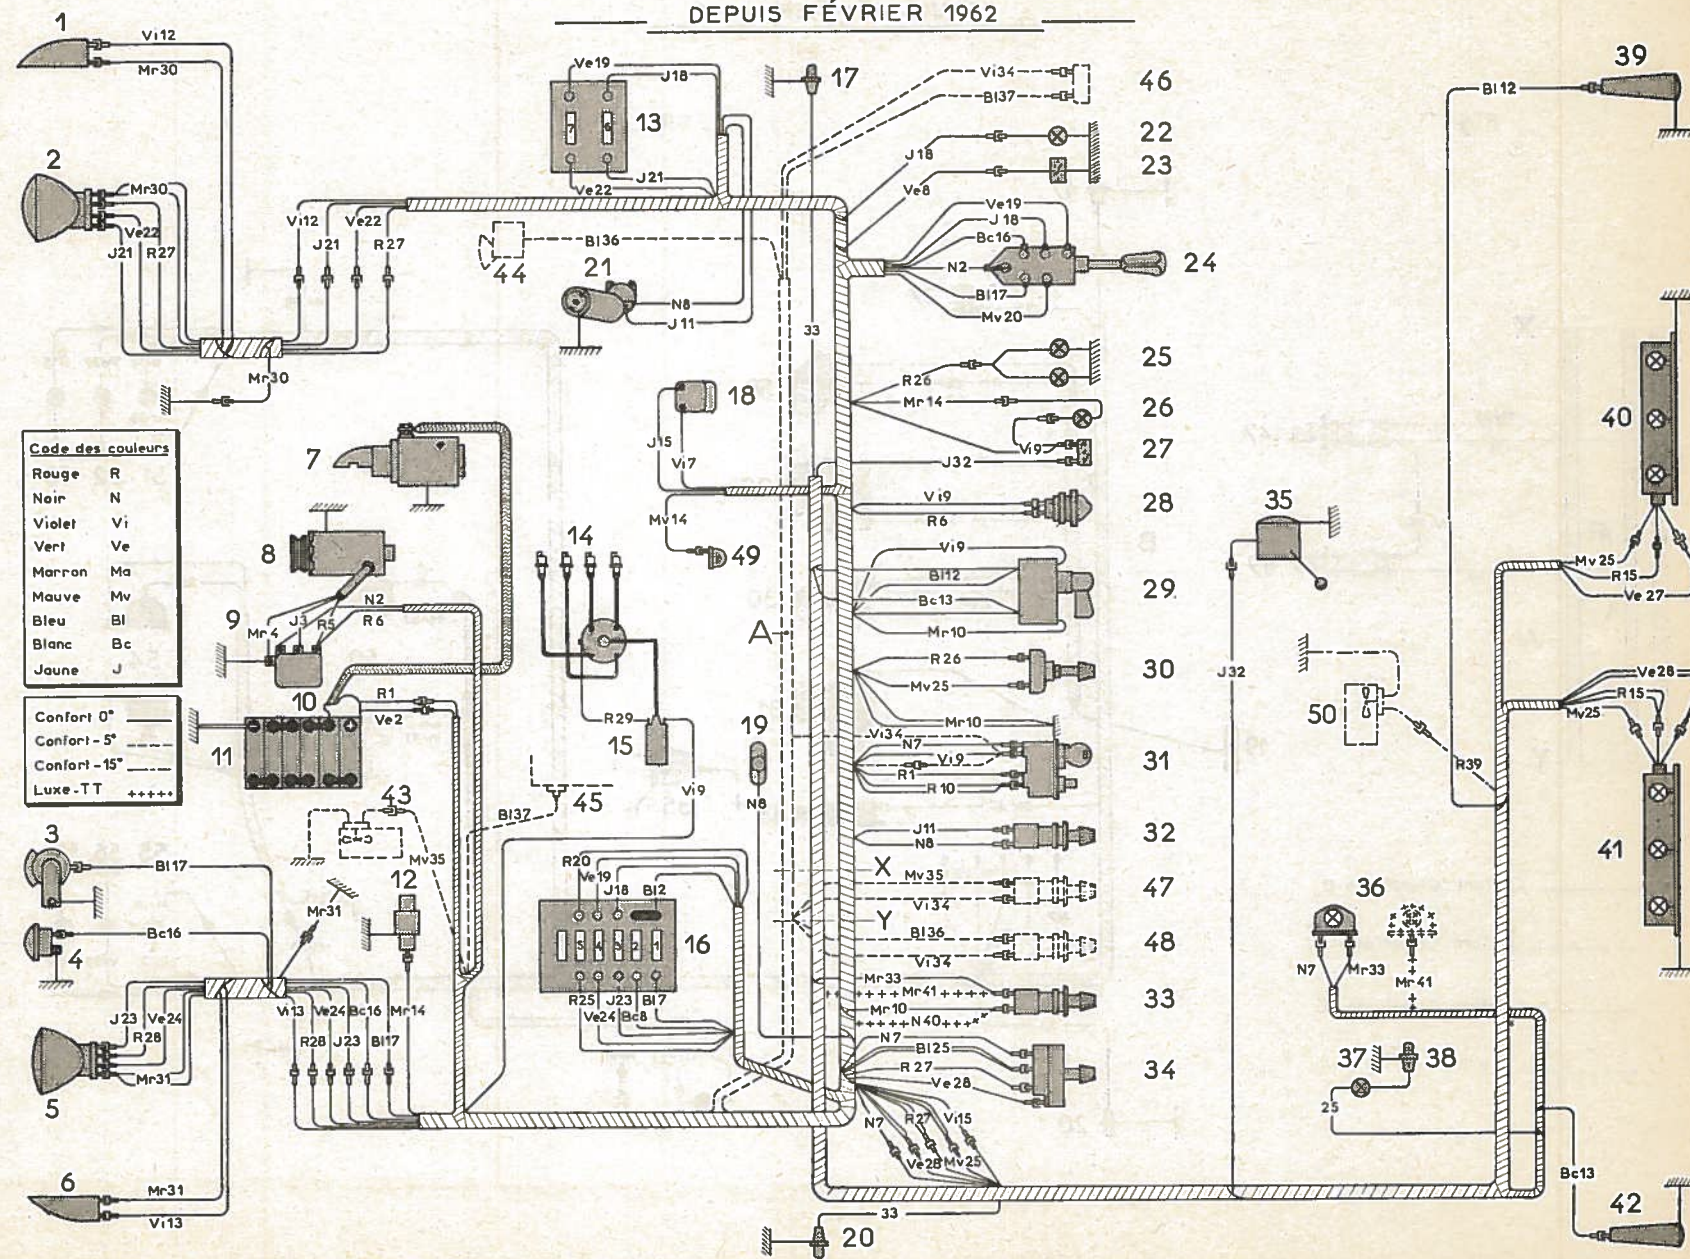 DEPUIS FÉVRIER 1962
1
Vi12
Mr30
2
Mr30
Ve22
J21
R27
Vi12
J21
Ve22
R27
Mr30
Ve19
J18
7
6
13
J21
Ve22
17
33
Vi34
46
Bl37
J18
22
Ve8
23
39
Bl12
44
Bl36
21
N8
J11
Ve19
J18
Bc16
N2
Bl17
Mv20
24
25
R26
Mr14
26
Vi9
27
J32
40
18
J15
Vi7
Mv14
49
Vi9
R6
28
35
Code des couleurs
Rouge R
Noir N
Violet Vi
Vert Ve
Marron Ma
Mauve Mv
Bleu Bl
Blanc Bc
Jaune J
7
8
9
N2
R6
Mr4
J3
R5
14
Vi9
Bl12
Bc13
Mr10
29
Mv25
R15
Ve27
A
R26
Mv25
30
Mr10
J32
Ve28
R15
Mv25
Confort 0°
Confort-5°
Confort-15°
Luxe-TT +++++
10
R1
Ve2
11
R29
15
19
Vi34
N7
Vi9
R1
R10
31
50
R39
43
45
Bl37
Vi9
N8
J11
N8
32
3
Bl17
Mv35
12
R20
Ve19
J18
Bl2
X
Mv35
Vi34
47
41
36
Mr31
4
Bc16
5
4
3
2
1
16
Y
Bl36
Vi34
48
N7
Mr33
Mr41
J23
R28
Ve24
Mr31
5
Vi13
R28
Ve24
J23
Bc16
Bl17
Mr14
R25
Ve24
J23
Bc8
Bl7
Mr33
Mr41
Mr10
N40
33
N7
Bl25
R27
Ve28
34
37
38
25
N7
R27
Vi15
Ve28
Mv25
6
Mr31
Vi13
Bc13
33
20
42